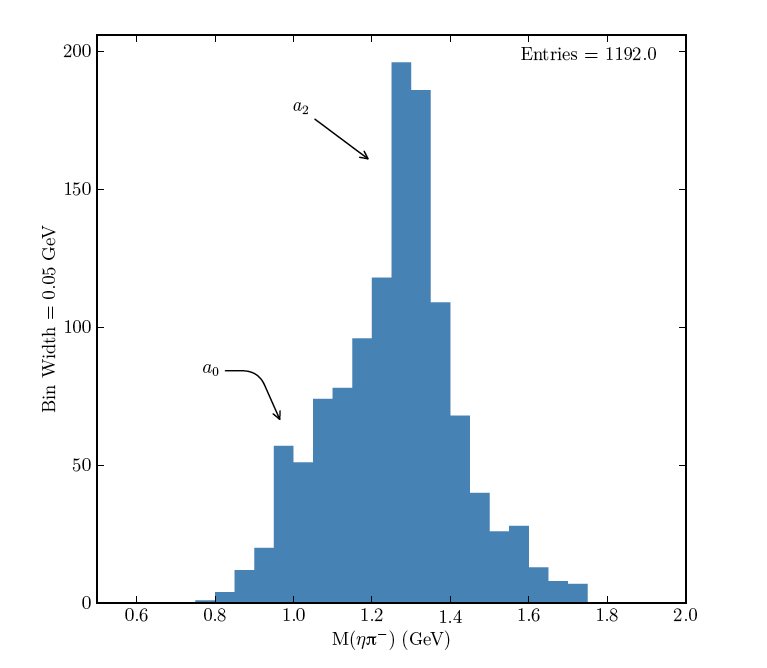 Entries = 1192.0
200
a₂
150
Bin Width = 0.05 GeV
100
a₀
50
0
0.6 0.8 1.0 1.2 1.4 1.6 1.8 2.0
M(ηπ⁻) (GeV)